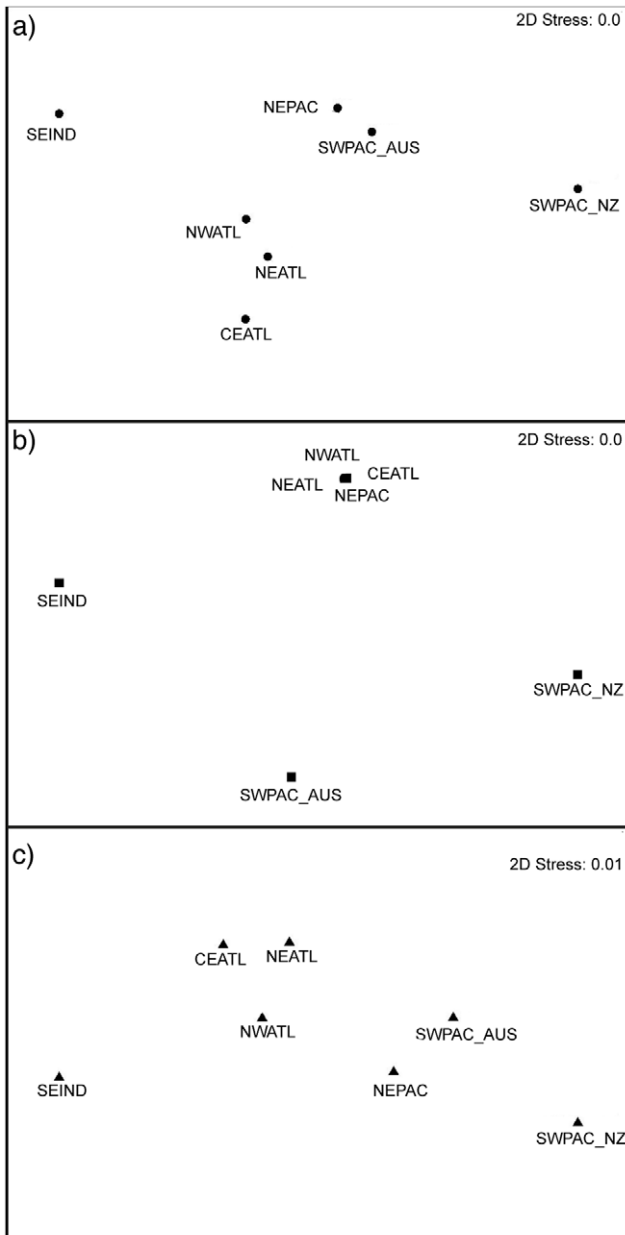 a)
2D Stress: 0.0
NEPAC
SEIND
SWPAC_AUS
SWPAC_NZ
NWATL
NEATL
CEATL
b)
2D Stress: 0.0
NWATL
CEATL
NEATL
NEPAC
SEIND
SWPAC_NZ
SWPAC_AUS
c)
2D Stress: 0.01
CEATL
NEATL
NWATL
SWPAC_AUS
SEIND
NEPAC
SWPAC_NZ